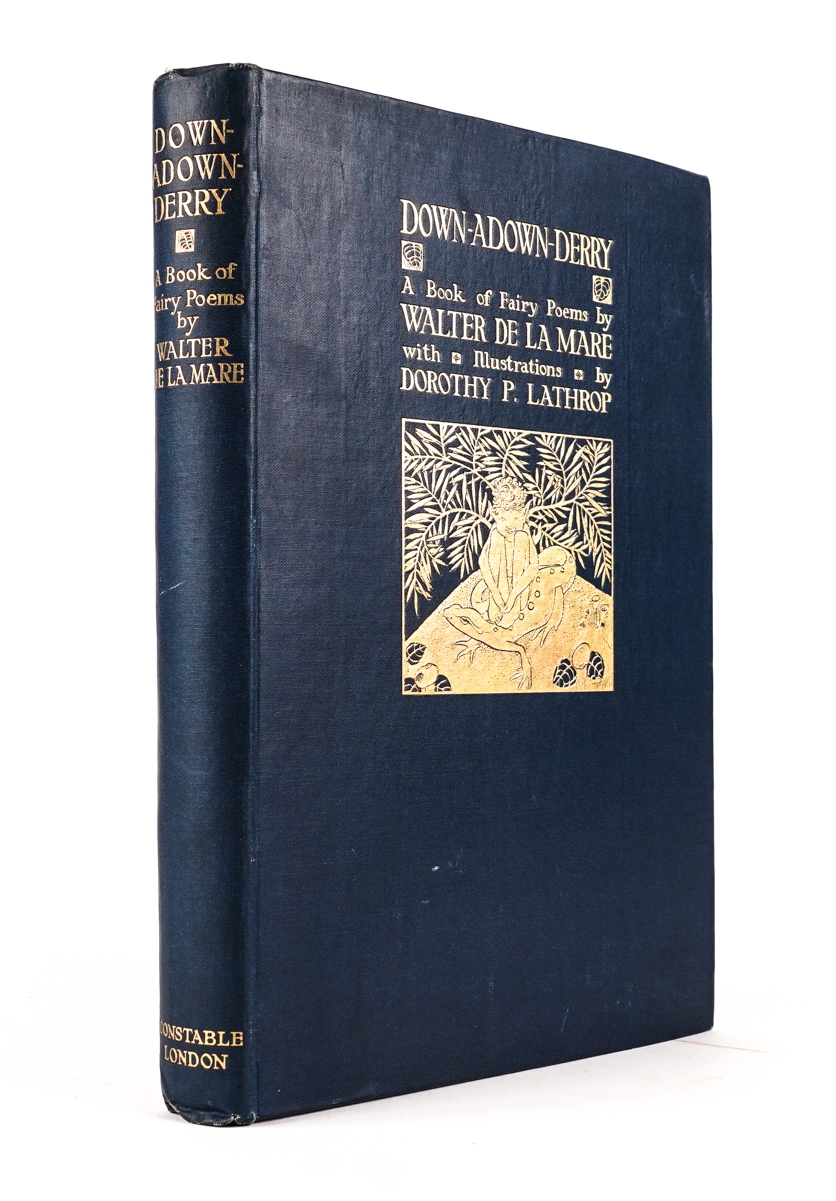 DOWN-
ADOWN-
DERRY
A Book of
Fairy Poems
by
WALTER
DE LA MARE
CONSTABLE
LONDON
DOWN-ADOWN-DERRY
A Book of Fairy Poems by
WALTER DE LA MARE
with Illustrations by
DOROTHY P. LATHROP